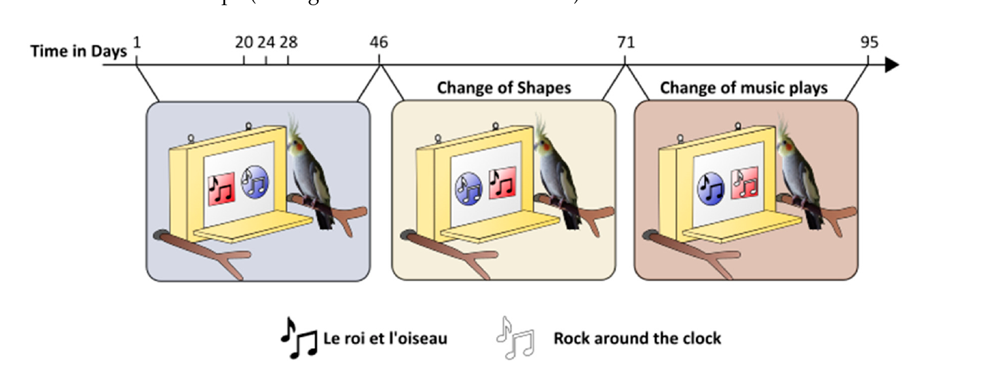 1 20 24 28 46 71 95
Time in Days
Change of Shapes Change of music plays
Le roi et l'oiseau Rock around the clock